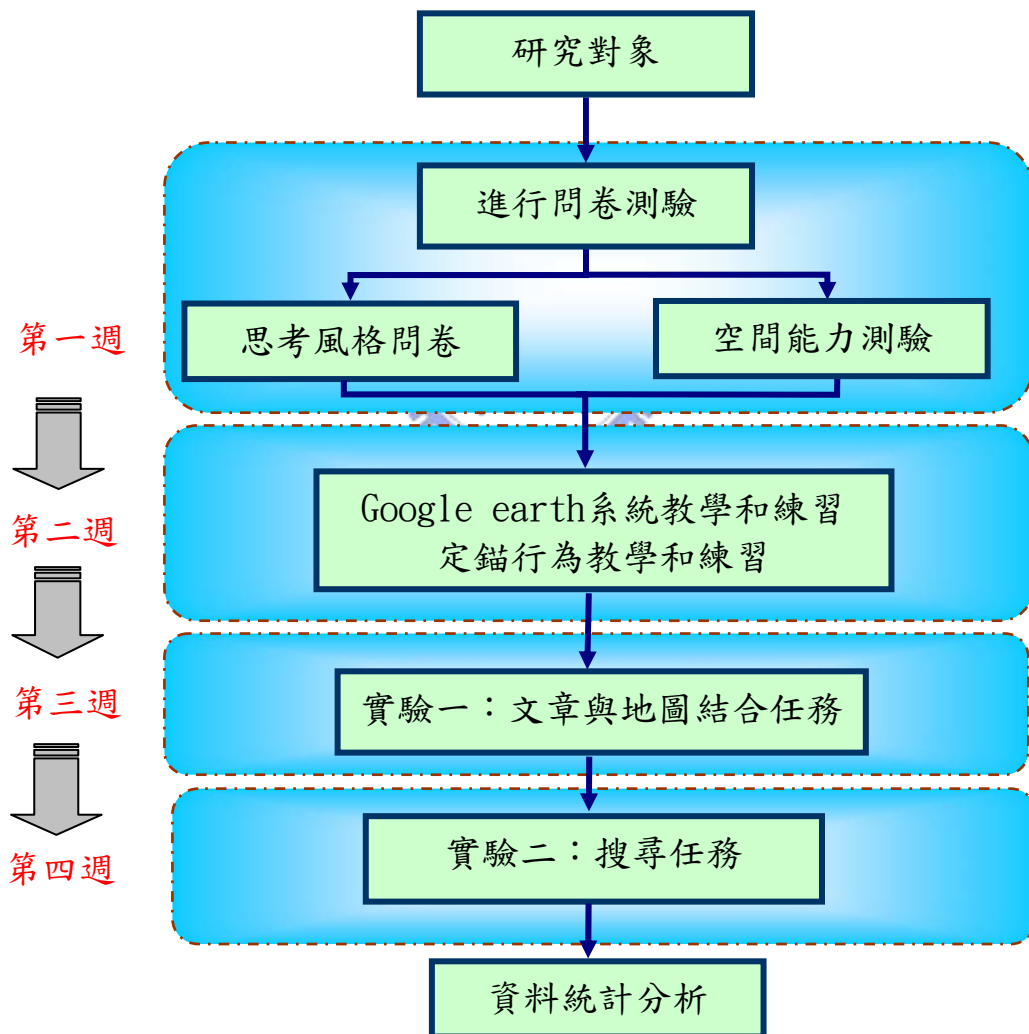 研究對象
進行問卷測驗
思考風格問卷
空間能力測驗
第一週
Google earth系統教學和練習
定錨行為教學和練習
第二週
實驗一：文章與地圖結合任務
第三週
實驗二：搜尋任務
第四週
資料統計分析